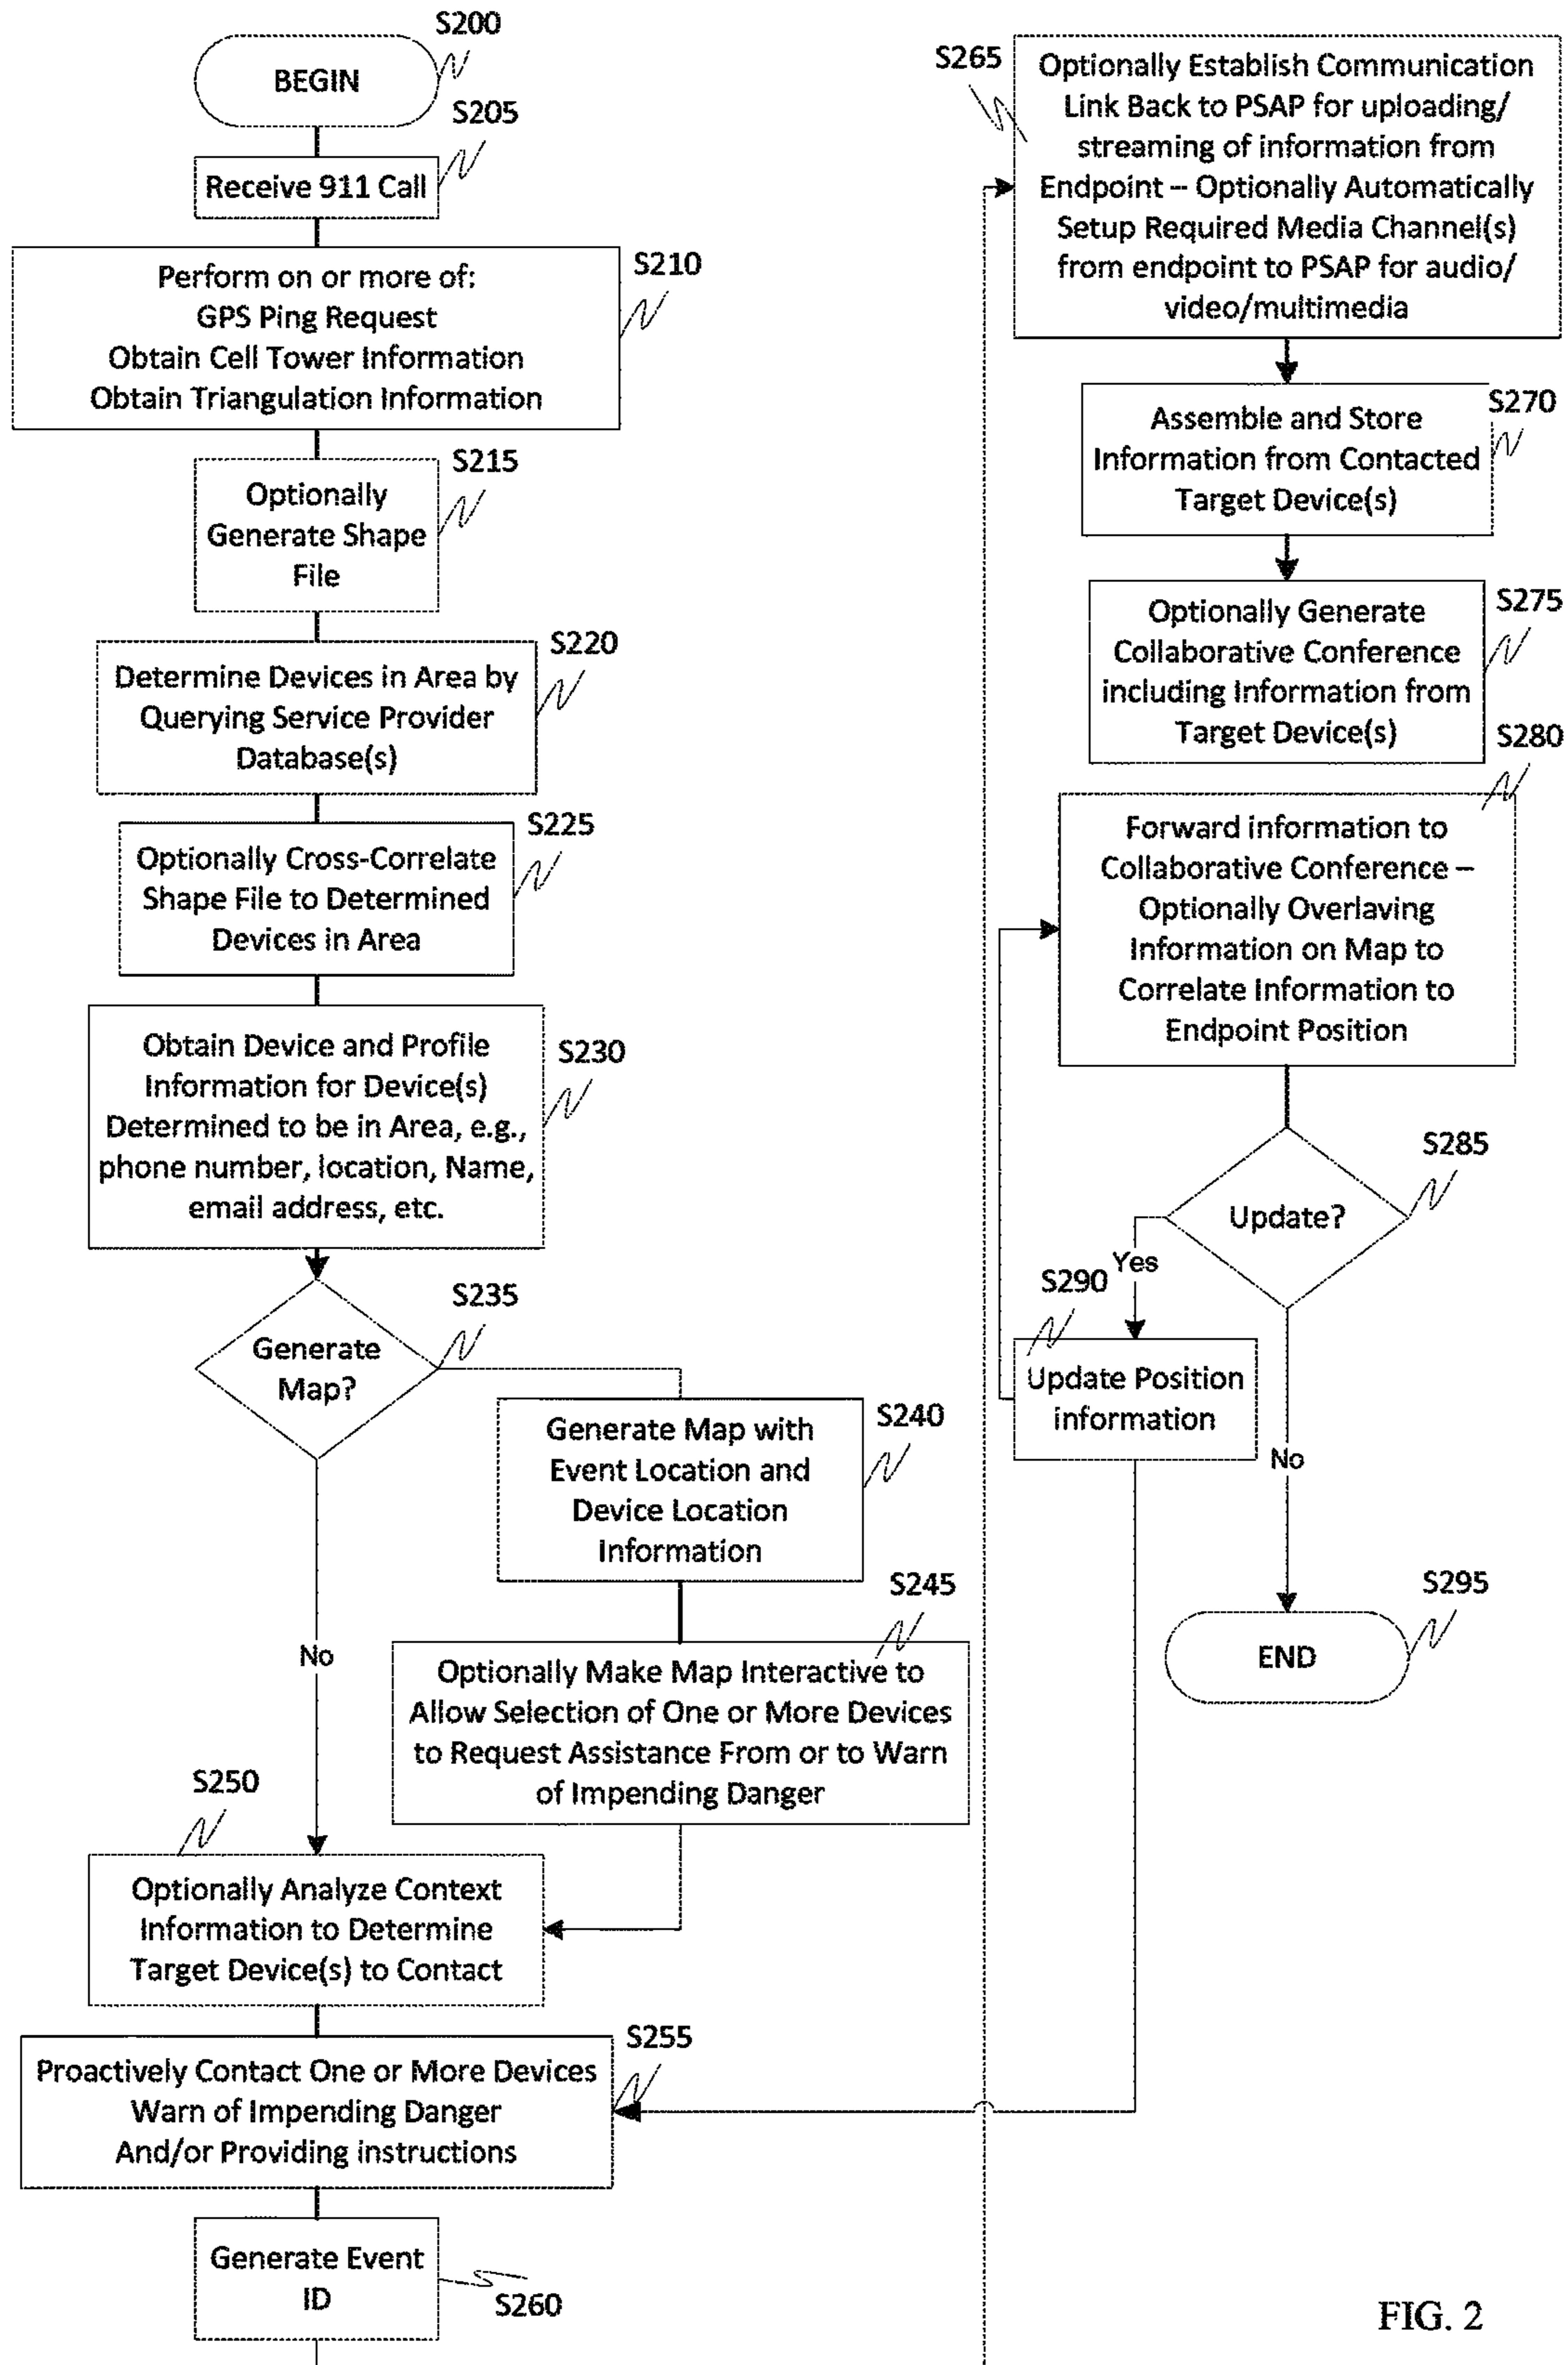 S200
BEGIN
S205
Receive 911 Call
S210
Perform on or more of:
GPS Ping Request
Obtain Cell Tower Information
Obtain Triangulation Information
S215
Optionally
Generate Shape
File
S220
Determine Devices in Area by
Querying Service Provider
Database(s)
S225
Optionally Cross-Correlate
Shape File to Determined
Devices in Area
S230
Obtain Device and Profile
Information for Device(s)
Determined to be in Area, e.g.,
phone number, location, Name,
email address, etc.
S235
Generate
Map?
S240
Generate Map with
Event Location and
Device Location
Information
S245
Optionally Make Map Interactive to
Allow Selection of One or More Devices
to Request Assistance From or to Warn
of Impending Danger
No
S250
Optionally Analyze Context
Information to Determine
Target Device(s) to Contact
S255
Proactively Contact One or More Devices
Warn of Impending Danger
And/or Providing instructions
Generate Event
ID
S260
S265
Optionally Establish Communication
Link Back to PSAP for uploading/
streaming of information from
Endpoint – Optionally Automatically
Setup Required Media Channel(s)
from endpoint to PSAP for audio/
video/multimedia
S270
Assemble and Store
Information from Contacted
Target Device(s)
S275
Optionally Generate
Collaborative Conference
including Information from
Target Device(s)
S280
Forward information to
Collaborative Conference –
Optionally Overlaving
Information on Map to
Correlate Information to
Endpoint Position
S285
Update?
Yes
S290
Update Position
information
No
S295
END
FIG. 2